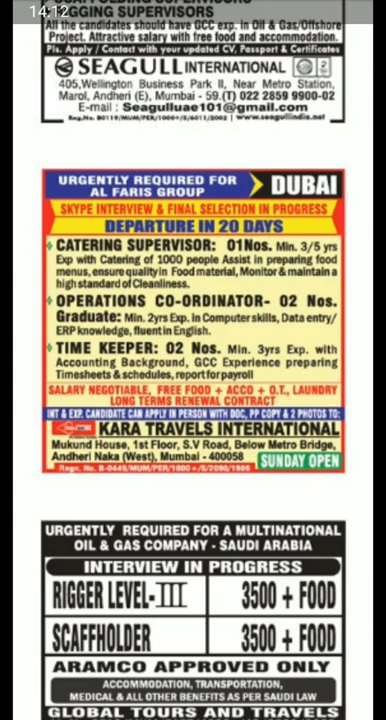 14:12
RIGGING SUPERVISORS
All the candidates should have GCC exp. in Oil & Gas/Offshore
Project. Attractive salary with free food and accommodation.
Pls. Apply / Contact with your updated CV, Passport & Certificates
SEAGULL INTERNATIONAL
405, Wellington Business Park II, Near Metro Station,
Marol, Andheri (E), Mumbai - 59.(T) 022 2859 9900-02
E-mail : Seagulluae101@gmail.com
www.seagullindia.net
URGENTLY REQUIRED FOR
AL FARIS GROUP
DUBAI
SKYPE INTERVIEW & FINAL SELECTION IN PROGRESS
DEPARTURE IN 20 DAYS
CATERING SUPERVISOR: 01Nos. Min. 3/5 yrs
Exp with Catering of 1000 people Assist in preparing food
menus, ensure quality in Food material, Monitor & maintain a
high standard of Cleanliness.
OPERATIONS CO-ORDINATOR- 02 Nos.
Graduate: Min. 2yrs Exp. in Computer skills, Data entry/
ERP knowledge, fluent in English.
TIME KEEPER: 02 Nos. Min. 3yrs Exp. with
Accounting Background, GCC Experience preparing
Timesheets & schedules, report for payroll
SALARY NEGOTIABLE, FREE FOOD + ACCO + O.T., LAUNDRY
LONG TERMS RENEWAL CONTRACT
INT & EXP. CANDIDATE CAN APPLY IN PERSON WITH DOC, PP COPY & 2 PHOTOS TO:
KARA TRAVELS INTERNATIONAL
Mukund House, 1st Floor, S.V Road, Below Metro Bridge,
Andheri Naka (West), Mumbai - 400058
SUNDAY OPEN
URGENTLY REQUIRED FOR A MULTINATIONAL
OIL & GAS COMPANY - SAUDI ARABIA
INTERVIEW IN PROGRESS
RIGGER LEVEL-III 3500 + FOOD
SCAFFHOLDER 3500 + FOOD
ARAMCO APPROVED ONLY
ACCOMMODATION, TRANSPORTATION,
MEDICAL & ALL OTHER BENEFITS AS PER SAUDI LAW
GLOBAL TOURS AND TRAVELS